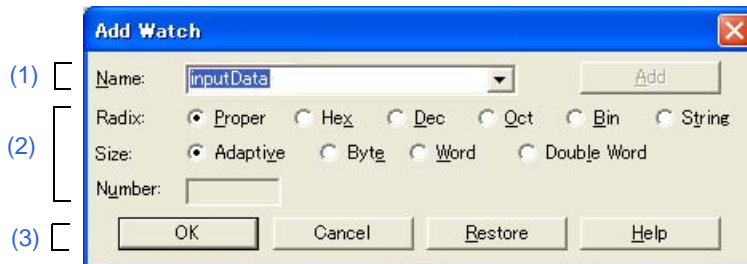 Add Watch
(1) Name: inputData Add
(2) Radix: Proper Hex Dec Oct Bin String
Size: Adaptive Byte Word Double Word
Number:
(3) OK Cancel Restore Help